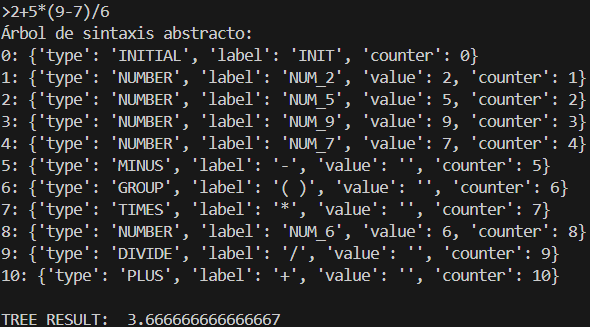 >2+5*(9-7)/6
Árbol de sintaxis abstracto:
0: {'type': 'INITIAL', 'label': 'INIT', 'counter': 0}
1: {'type': 'NUMBER', 'label': 'NUM_2', 'value': 2, 'counter': 1}
2: {'type': 'NUMBER', 'label': 'NUM_5', 'value': 5, 'counter': 2}
3: {'type': 'NUMBER', 'label': 'NUM_9', 'value': 9, 'counter': 3}
4: {'type': 'NUMBER', 'label': 'NUM_7', 'value': 7, 'counter': 4}
5: {'type': 'MINUS', 'label': '-', 'value': '', 'counter': 5}
6: {'type': 'GROUP', 'label': '( )', 'value': '', 'counter': 6}
7: {'type': 'TIMES', 'label': '*', 'value': '', 'counter': 7}
8: {'type': 'NUMBER', 'label': 'NUM_6', 'value': 6, 'counter': 8}
9: {'type': 'DIVIDE', 'label': '/', 'value': '', 'counter': 9}
10: {'type': 'PLUS', 'label': '+', 'value': '', 'counter': 10}
TREE RESULT:  3.666666666666667